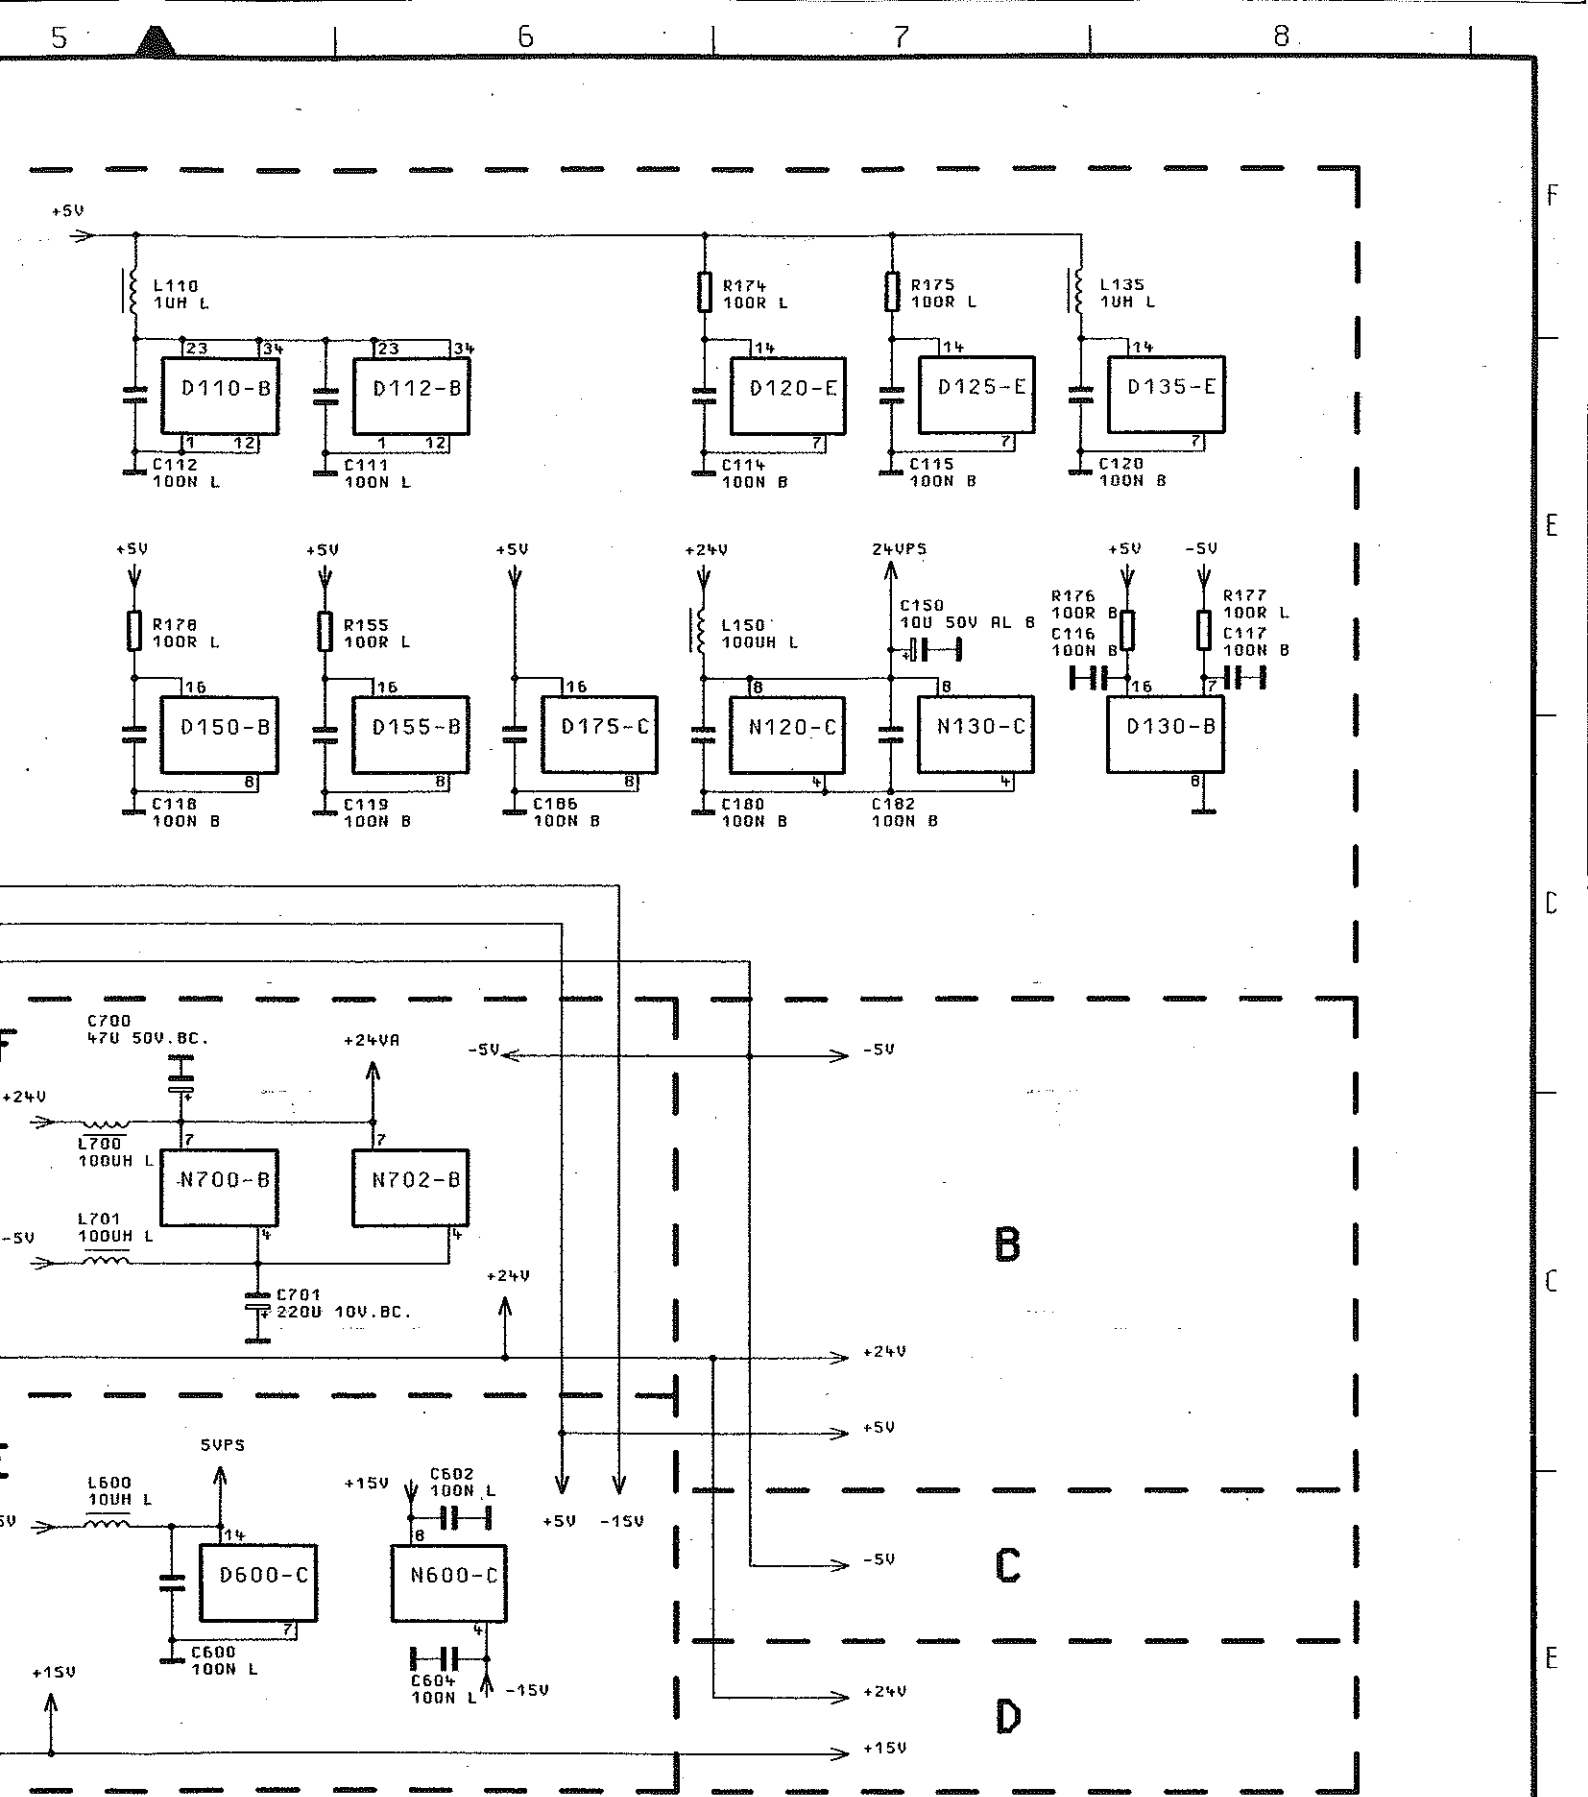 5 6 7 8
F
+5V
L110 R174 R175 L135
1UH L 100R L 100R L 1UH L
23 34 23 34 14 14 14
D110-B D112-B D120-E D125-E D135-E
1 12 1 12 7 7 7
C112 C111 C114 C115 C120
100N L 100N L 100N B 100N B 100N B
E
+5V +5V +5V +24V 24VPS +5V -5V
R176 R177
C150 100R B 100R L
10U 50V AL B
R178 R155 L150 C116 C117
100R L 100R L 100UH L 100N B 100N B
16 16 16 8 8 16 7
D150-B D155-B D175-C N120-C N130-C D130-B
8 8 8 4 4 8
C118 C119 C186 C180 C182
100N B 100N B 100N B 100N B 100N B
D
C700
47U 50V.BC.
F
+24VA
-5V -5V
+24V
7 7
L700
100UH L
N700-B N702-B
L701
100UH L
4 4
-5V
B
+24V
C
C701
+ 220U 10V.BC.
+24V
+5V
5VPS
L600
10UH L
+15V
C602
100N L
5V
14 8
+5V -15V
D600-C N600-C
-5V
C
7 4
C600
100N L
C604
100N L
-15V
E
+15V
+24V
D
+15V